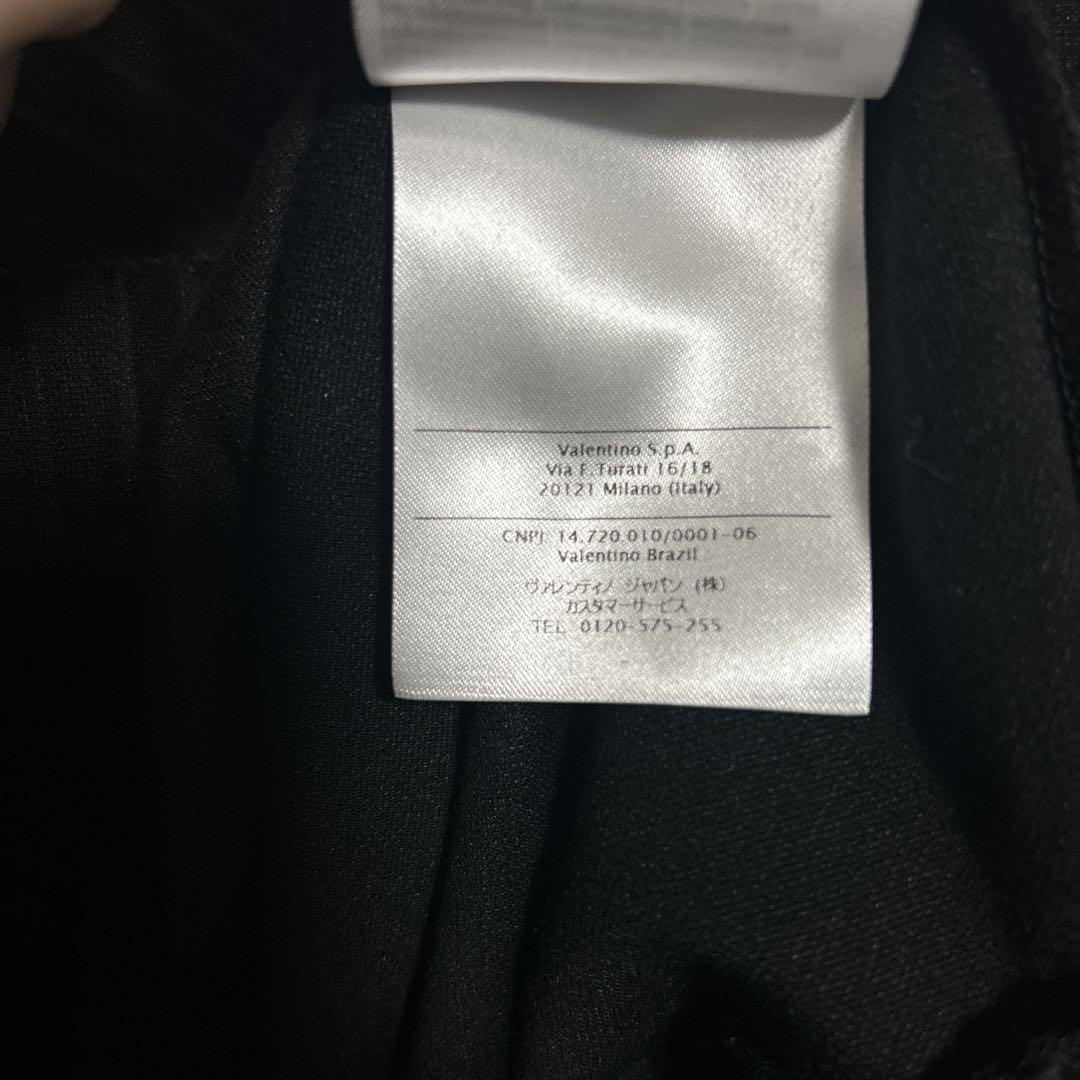 Valentino S.p.A.
Via F.Turati 16/18
20121 Milano (Italy)
CNPJ 14.720.010/0001-06
Valentino Brazil
ヴァレンティノ ジャパン (株)
カスタマーサービス
TEL 0120-575-255